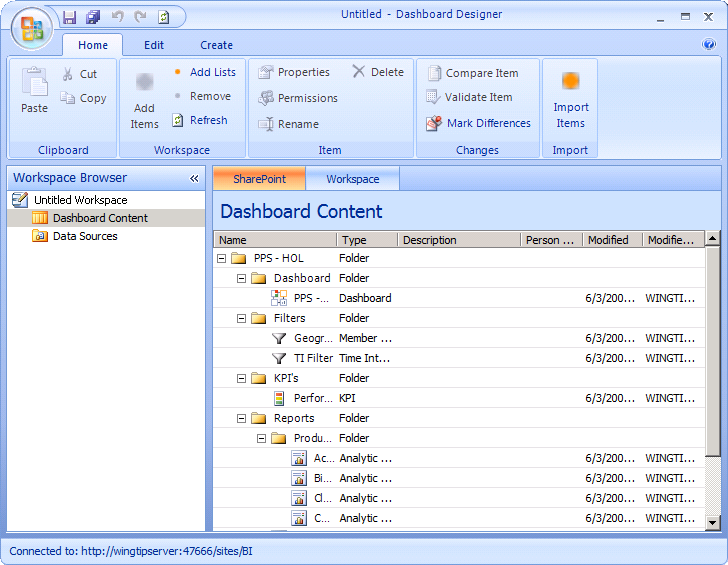 Untitled - Dashboard Designer
Home Edit Create
Paste Cut Copy
Clipboard
Add Items Add Lists Remove Refresh
Workspace
Properties Delete
Permissions
Rename
Item
Compare Item
Validate Item
Mark Differences
Changes
Import Items
Import
Workspace Browser «
Untitled Workspace
Dashboard Content
Data Sources
SharePoint Workspace
Dashboard Content
Name Type Description Person ... Modified Modifie...
PPS - HOL Folder
Dashboard Folder
PPS -... Dashboard 6/3/200... WINGTI...
Filters Folder
Geogr... Member ... 6/3/200... WINGTI...
TI Filter Time Int... 6/3/200... WINGTI...
KPI's Folder
Perfor... KPI 6/3/200... WINGTI...
Reports Folder
Produ... Folder
Ac... Analytic ... 6/3/200... WINGTI...
Bi... Analytic ... 6/3/200... WINGTI...
Cl... Analytic ... 6/3/200... WINGTI...
C... Analytic ... 6/3/200... WINGTI...
Connected to: http://wingtipserver:47666/sites/BI